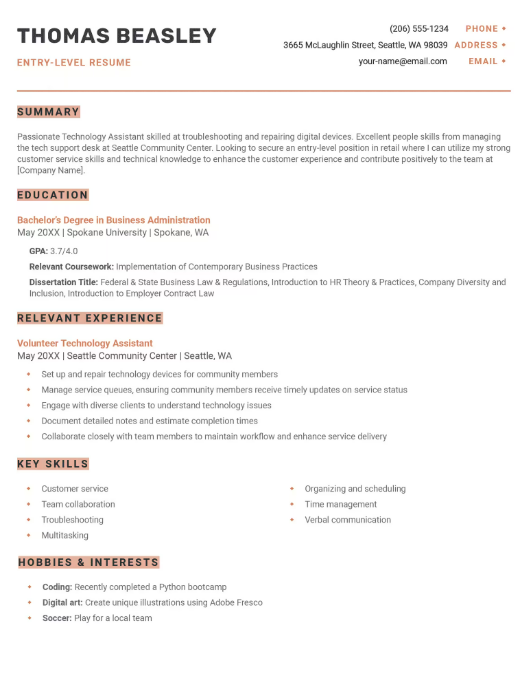 THOMAS BEASLEY
ENTRY-LEVEL RESUME
(206) 555-1234 PHONE
3665 McLaughlin Street, Seattle, WA 98039 ADDRESS
your-name@email.com EMAIL
SUMMARY
Passionate Technology Assistant skilled at troubleshooting and repairing digital devices. Excellent people skills from managing
the tech support desk at Seattle Community Center. Looking to secure an entry-level position in retail where I can utilize my strong
customer service skills and technical knowledge to enhance the customer experience and contribute positively to the team at
[Company Name].
EDUCATION
Bachelor's Degree in Business Administration
May 20XX | Spokane University | Spokane, WA
GPA: 3.7/4.0
Relevant Coursework: Implementation of Contemporary Business Practices
Dissertation Title: Federal & State Business Law & Regulations, Introduction to HR Theory & Practices, Company Diversity and
Inclusion, Introduction to Employer Contract Law
RELEVANT EXPERIENCE
Volunteer Technology Assistant
May 20XX | Seattle Community Center | Seattle, WA
Set up and repair technology devices for community members
Manage service queues, ensuring community members receive timely updates on service status
Engage with diverse clients to understand technology issues
Document detailed notes and estimate completion times
Collaborate closely with team members to maintain workflow and enhance service delivery
KEY SKILLS
Customer service
Team collaboration
Troubleshooting
Multitasking
Organizing and scheduling
Time management
Verbal communication
HOBBIES & INTERESTS
Coding: Recently completed a Python bootcamp
Digital art: Create unique illustrations using Adobe Fresco
Soccer: Play for a local team